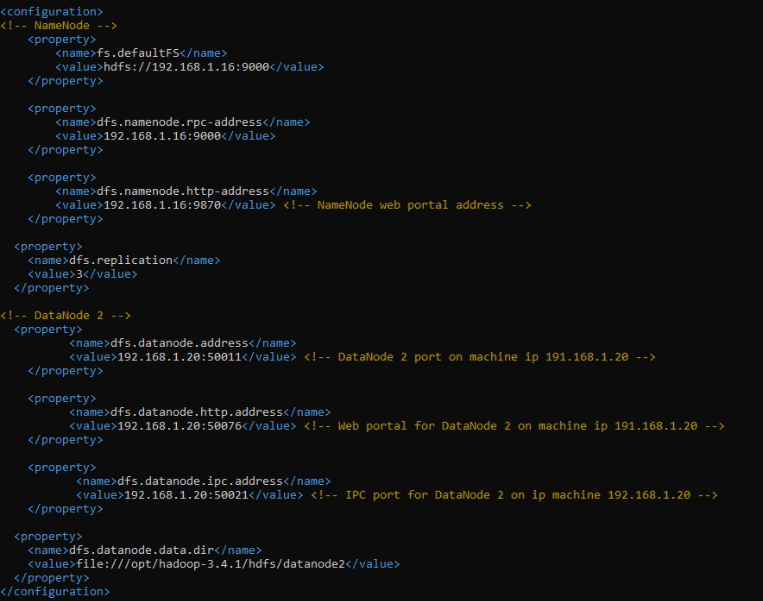 <configuration>
<!-- NameNode -->
<property>
<name>fs.defaultFS</name>
<value>hdfs://192.168.1.16:9000</value>
</property>
<property>
<name>dfs.namenode.rpc-address</name>
<value>192.168.1.16:9000</value>
</property>
<property>
<name>dfs.namenode.http-address</name>
<value>192.168.1.16:9870</value> <!-- NameNode web portal address -->
</property>
<property>
<name>dfs.replication</name>
<value>3</value>
</property>
<!-- DataNode 2 -->
<property>
<name>dfs.datanode.address</name>
<value>192.168.1.20:50011</value> <!-- DataNode 2 port on machine ip 191.168.1.20 -->
</property>
<property>
<name>dfs.datanode.http.address</name>
<value>192.168.1.20:50076</value> <!-- Web portal for DataNode 2 on machine ip 191.168.1.20 -->
</property>
<property>
<name>dfs.datanode.ipc.address</name>
<value>192.168.1.20:50021</value> <!-- IPC port for DataNode 2 on ip machine 192.168.1.20 -->
</property>
<property>
<name>dfs.datanode.data.dir</name>
<value>file:///opt/hadoop-3.4.1/hdfs/datanode2</value>
</property>
</configuration>